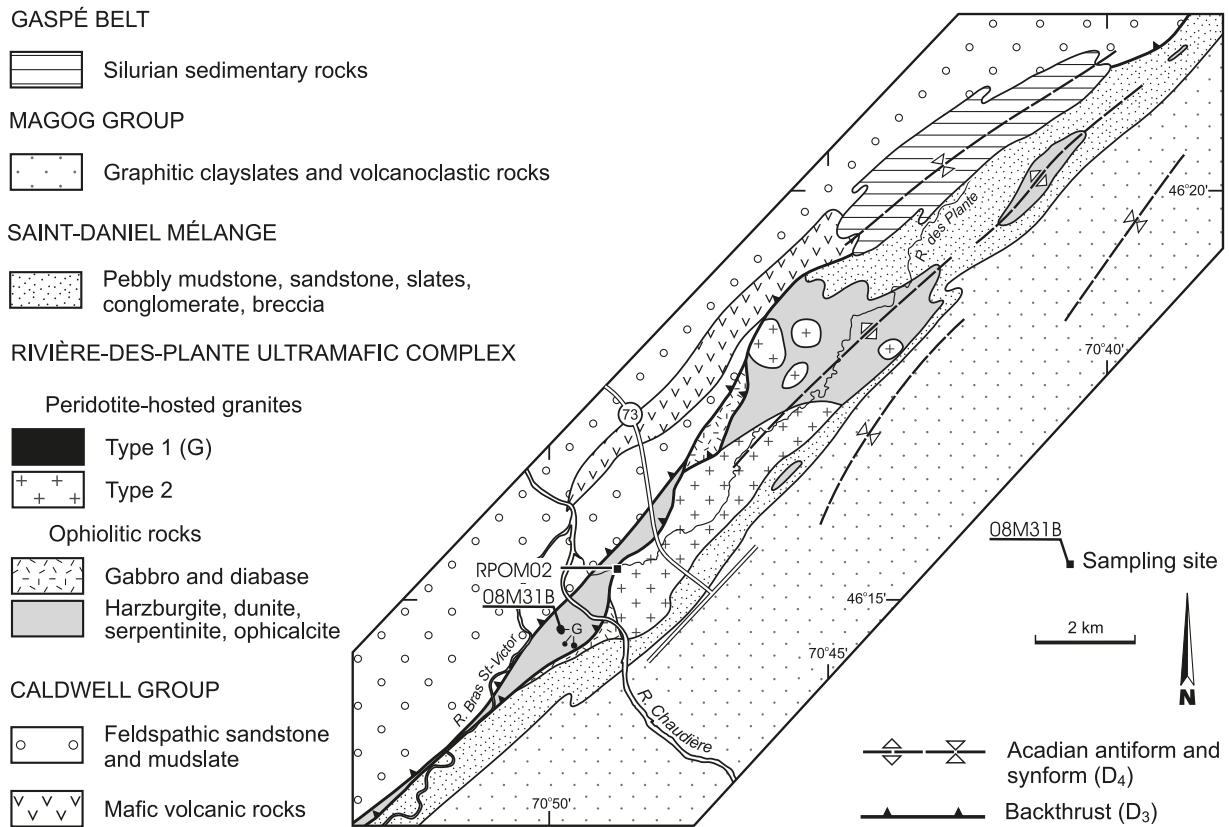 GASPÉ BELT
Silurian sedimentary rocks
MAGOG GROUP
Graphitic clayslates and volcanoclastic rocks
SAINT-DANIEL MÉLANGE
Pebbly mudstone, sandstone, slates,
conglomerate, breccia
RIVIÈRE-DES-PLANTE ULTRAMAFIC COMPLEX
Peridotite-hosted granites
Type 1 (G)
Type 2
Ophiolitic rocks
Gabbro and diabase
Harzburgite, dunite,
serpentinite, ophicalcite
CALDWELL GROUP
Feldspathic sandstone
and mudslate
Mafic volcanic rocks
46°20'
R. des Plante
70°40'
73
RPOM02
08M31B
G
R. Bras St-Victor
R. Chaudière
46°15'
70°45'
70°50'
08M31B
Sampling site
2 km
N
Acadian antiform and
synform (D4)
Backthrust (D3)